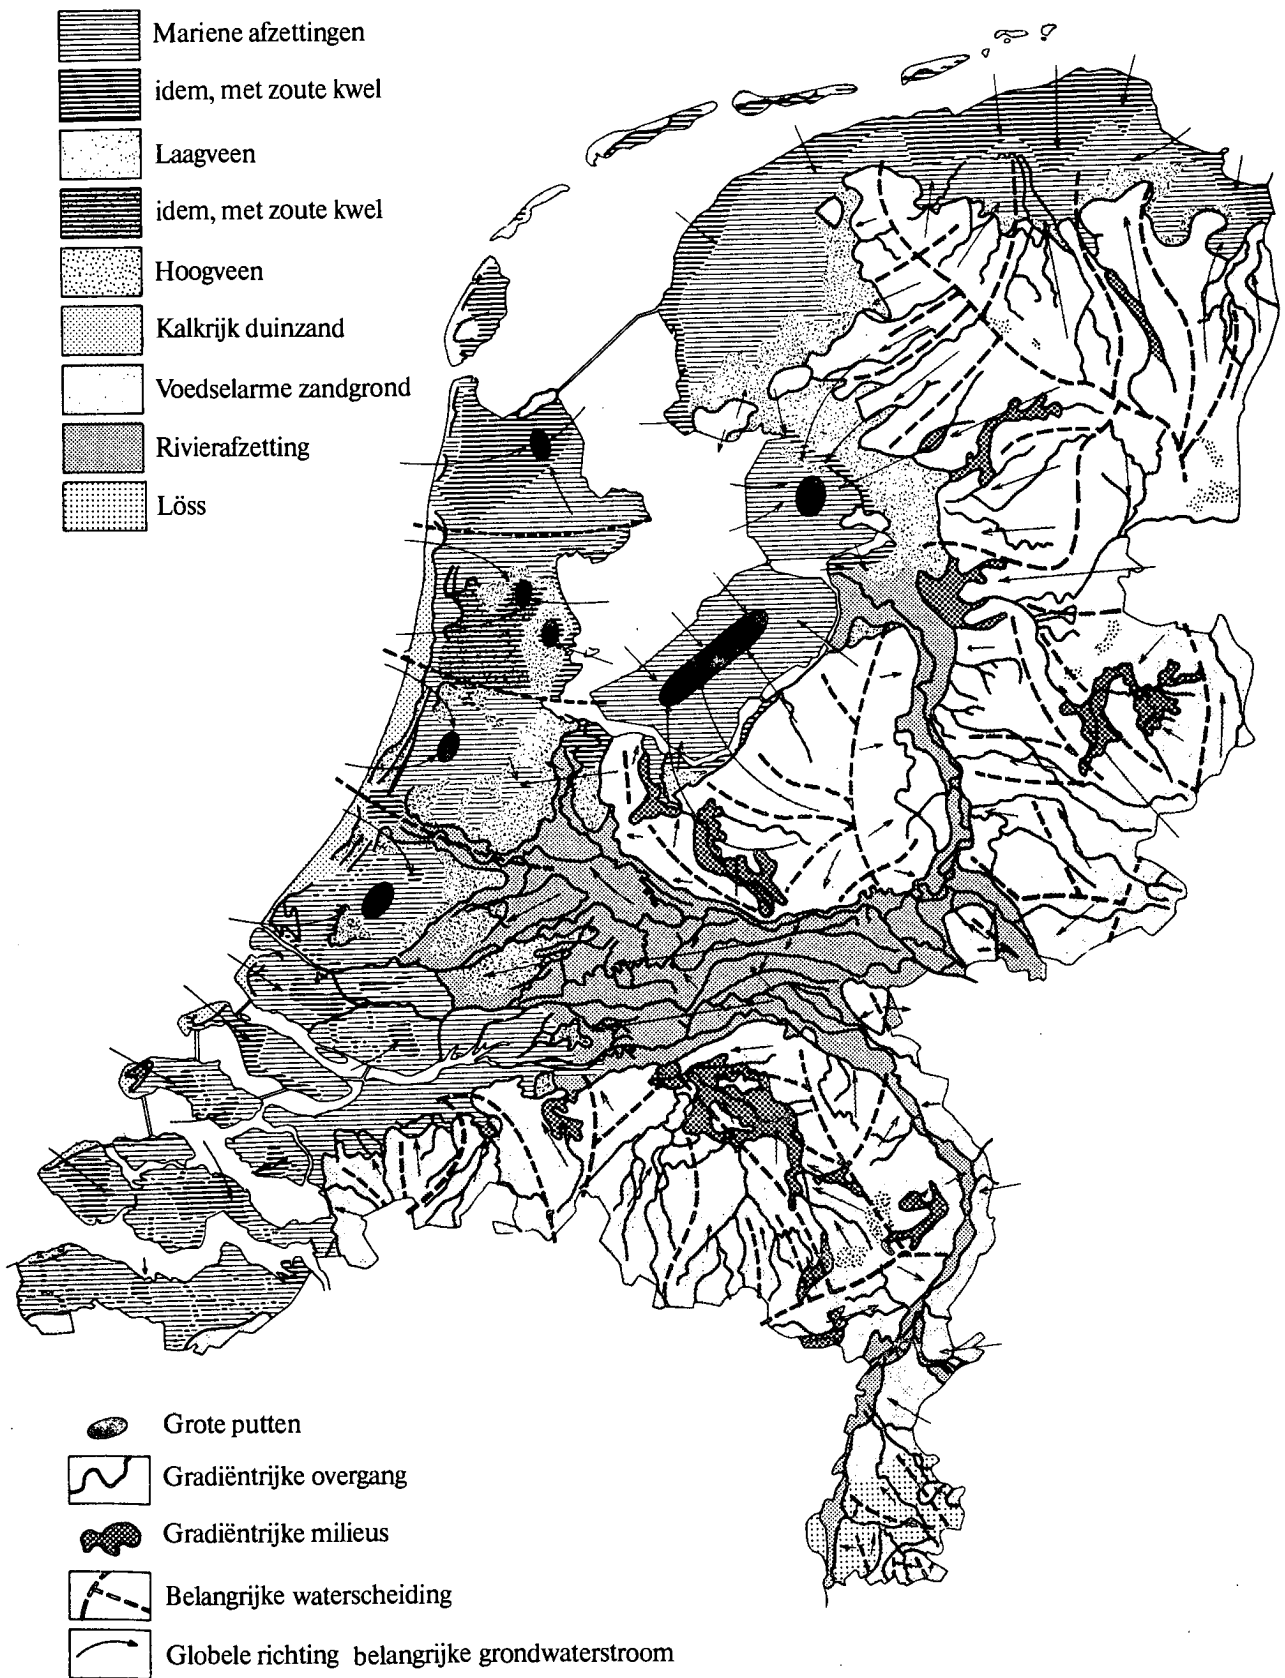 Mariene afzettingen
idem, met zoute kwel
Laagveen
idem, met zoute kwel
Hoogveen
Kalkrijk duinzand
Voedselarme zandgrond
Rivierafzetting
Löss
Grote putten
Gradiëntrijke overgang
Gradiëntrijke milieus
Belangrijke waterscheiding
Globele richting belangrijke grondwaterstroom